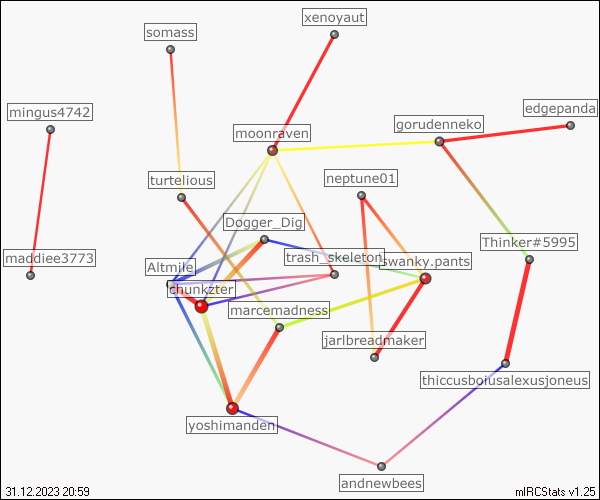 xenoyaut
somass
edgepanda
mingus4742
gorudenneko
moonraven
neptune01
turtelious
Dogger_Dig
Thinker#5995
maddiee3773
trash_skeleton
swanky.pants
Altmile
chunkzter
marcemadness
jarlbreadmaker
thiccusboiusalexusjoneus
yoshimanden
andnewbees
31.12.2023 20:59
mIRCStats v1.25